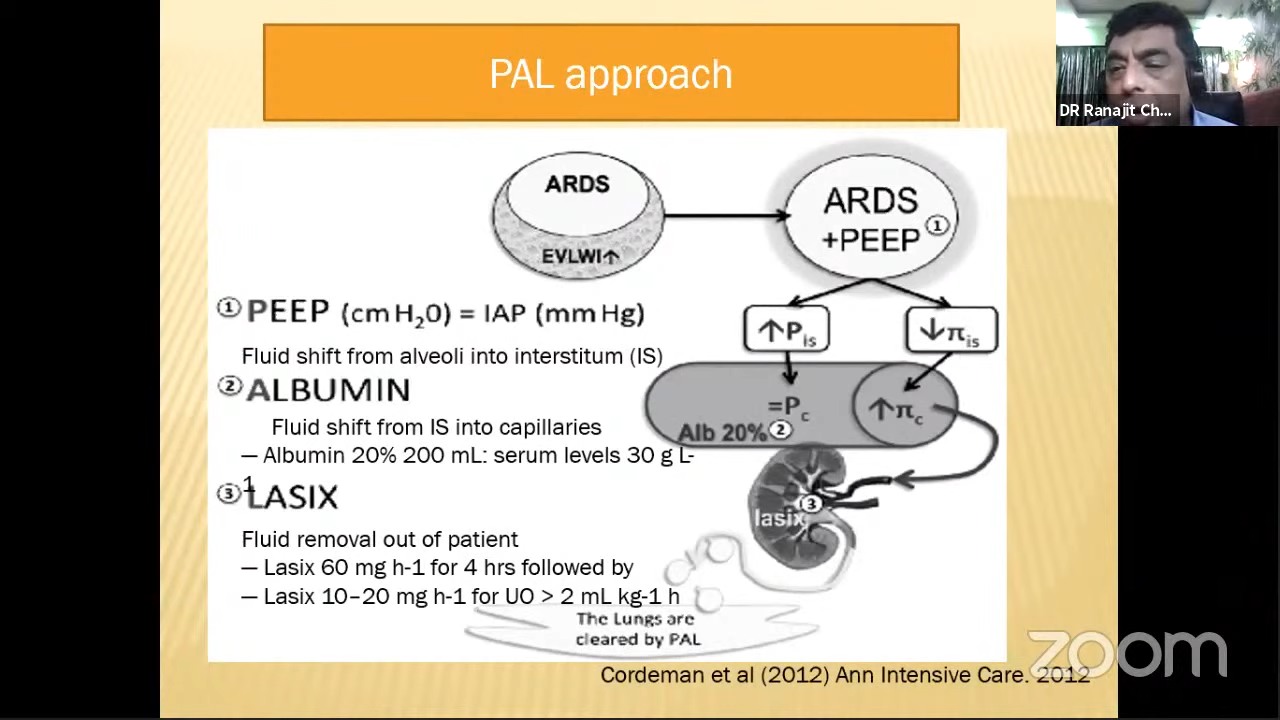 PAL approach
DR Ranajit Ch...
ARDS
EVLWI↑
ARDS
+PEEP ①
① PEEP (cm H₂0) = IAP (mm Hg)
Fluid shift from alveoli into interstitum (IS)
↑Pis
↓πis
② ALBUMIN
Fluid shift from IS into capillaries
— Albumin 20% 200 mL: serum levels 30 g L-
1
=Pc
↑πc
Alb 20% ②
③ LASIX
③
lasix
Fluid removal out of patient
— Lasix 60 mg h-1 for 4 hrs followed by
— Lasix 10–20 mg h-1 for UO > 2 mL kg-1 h
The Lungs are
cleared by PAL
Cordeman et al (2012) Ann Intensive Care. 2012
zoom